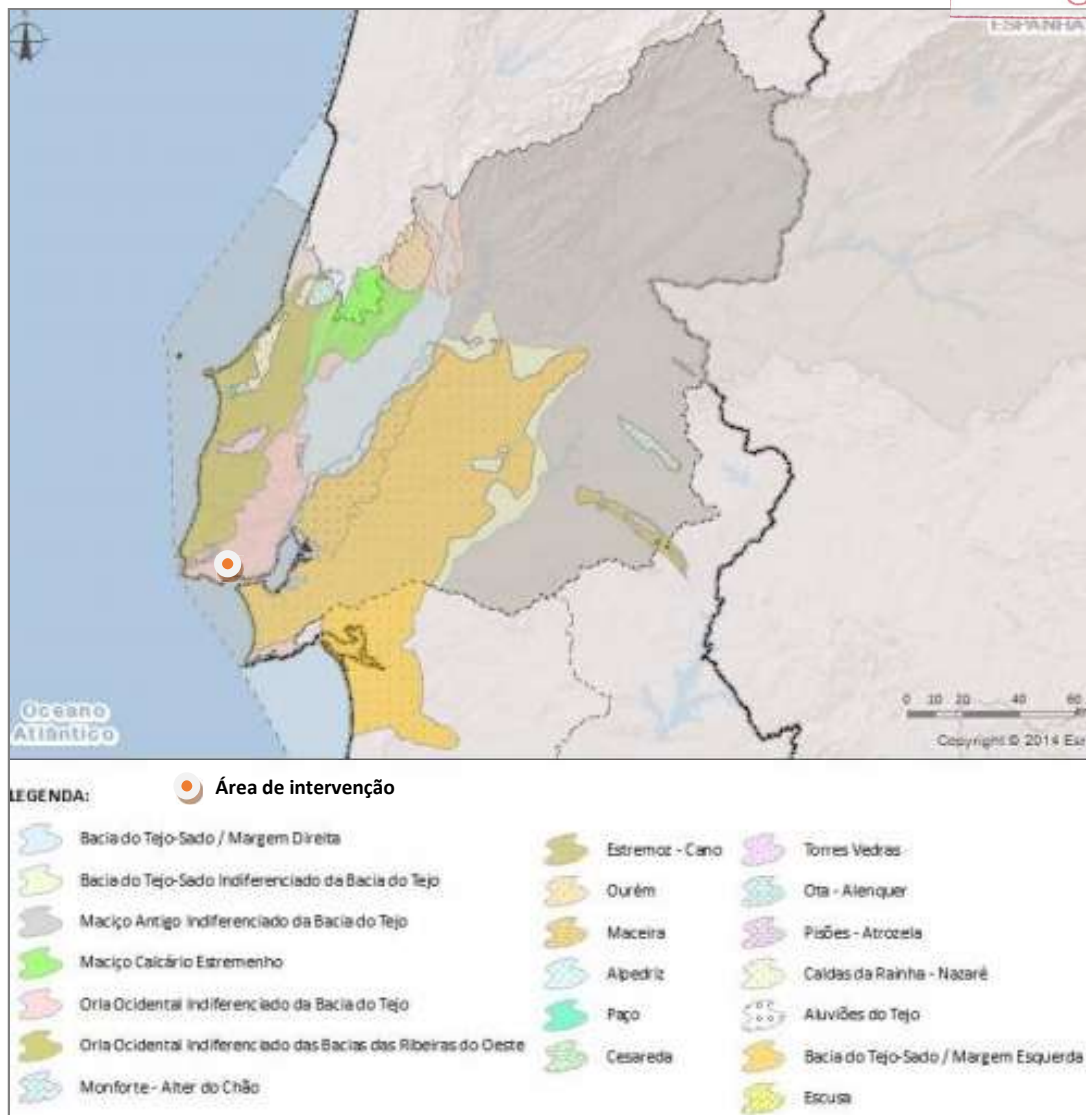 ESPANHA
Oceano
Atlântico
0 10 20 40 60
Copyright © 2014 Esr
LEGENDA:
Área de intervenção
Bacia do Tejo-Sado / Margem Direita
Bacia do Tejo-Sado Indiferenciado da Bacia do Tejo
Maciço Antigo Indiferenciado da Bacia do Tejo
Maciço Calcário Estremenho
Orla Ocidental Indiferenciado da Bacia do Tejo
Orla Ocidental Indiferenciado das Bacias das Ribeiras do Oeste
Monforte - Alter do Chão
Estremoz - Cano
Ourém
Maceira
Alpedriz
Paço
Cesareda
Torres Vedras
Ota - Alenquer
Pisões - Atrozela
Caldas da Rainha - Nazaré
Aluviões do Tejo
Bacia do Tejo-Sado / Margem Esquerda
Escusa